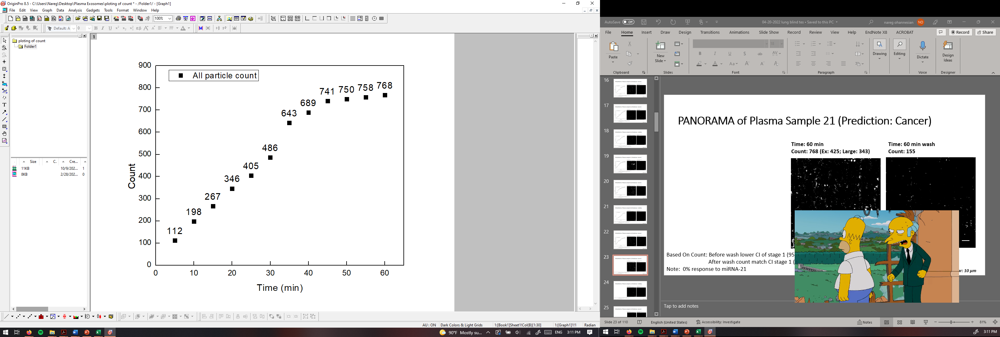 OriginPro 8.5 - C:\Users\Nareg\Desktop\Plasma Exosomes\ploting of count * - /Folder1/ - [Graph1]
File Edit View Graph Data Analysis Gadgets Tools Format Window Help
100%
Default: A 0
ploting of count
Folder1
Size C. Cre...
11KB 10/9/202... 1
8KB 2/28/202... 0
1
900
800
700
600
500
400
300
200
100
0
Count
All particle count
112
198
267
346
405
486
643
689
741
750
758
768
0 10 20 30 40 50 60
Time (min)
AU : ON Dark Colors & Light Grids 1:[Book1]Sheet1!Col(B)[1:30] 1:[Graph1]1!1 Radian
90°F Mostly su... ENG 3:11 PM
AutoSave Off
04-20-2022 lung blind tes • Saved to this PC
nareg ohannesian NO
File Home Insert Draw Design Transitions Animations Slide Show Record Review View Help EndNote X8 ACROBAT
Record Share
Paste
New Slide
18
Drawing
Editing
Dictate
Design Ideas
Clipboard Slides Font Paragraph Voice Designer
16
17
18
19
20
21
22
23
24
25
PANORAMA of Plasma Sample 21 (Prediction: Cancer)
Time: 60 min
Count: 768 (Ex: 425; Large: 343)
Time: 60 min wash
Count: 155
Based On Count: Before wash lower CI of stage 1 (95
After wash count match CI stage 1 (
Note: 0% response to miRNA-21
ar: 10 µm
Tap to add notes
Slide 23 of 110 English (United States) Accessibility: Investigate Notes 81%
3:11 PM